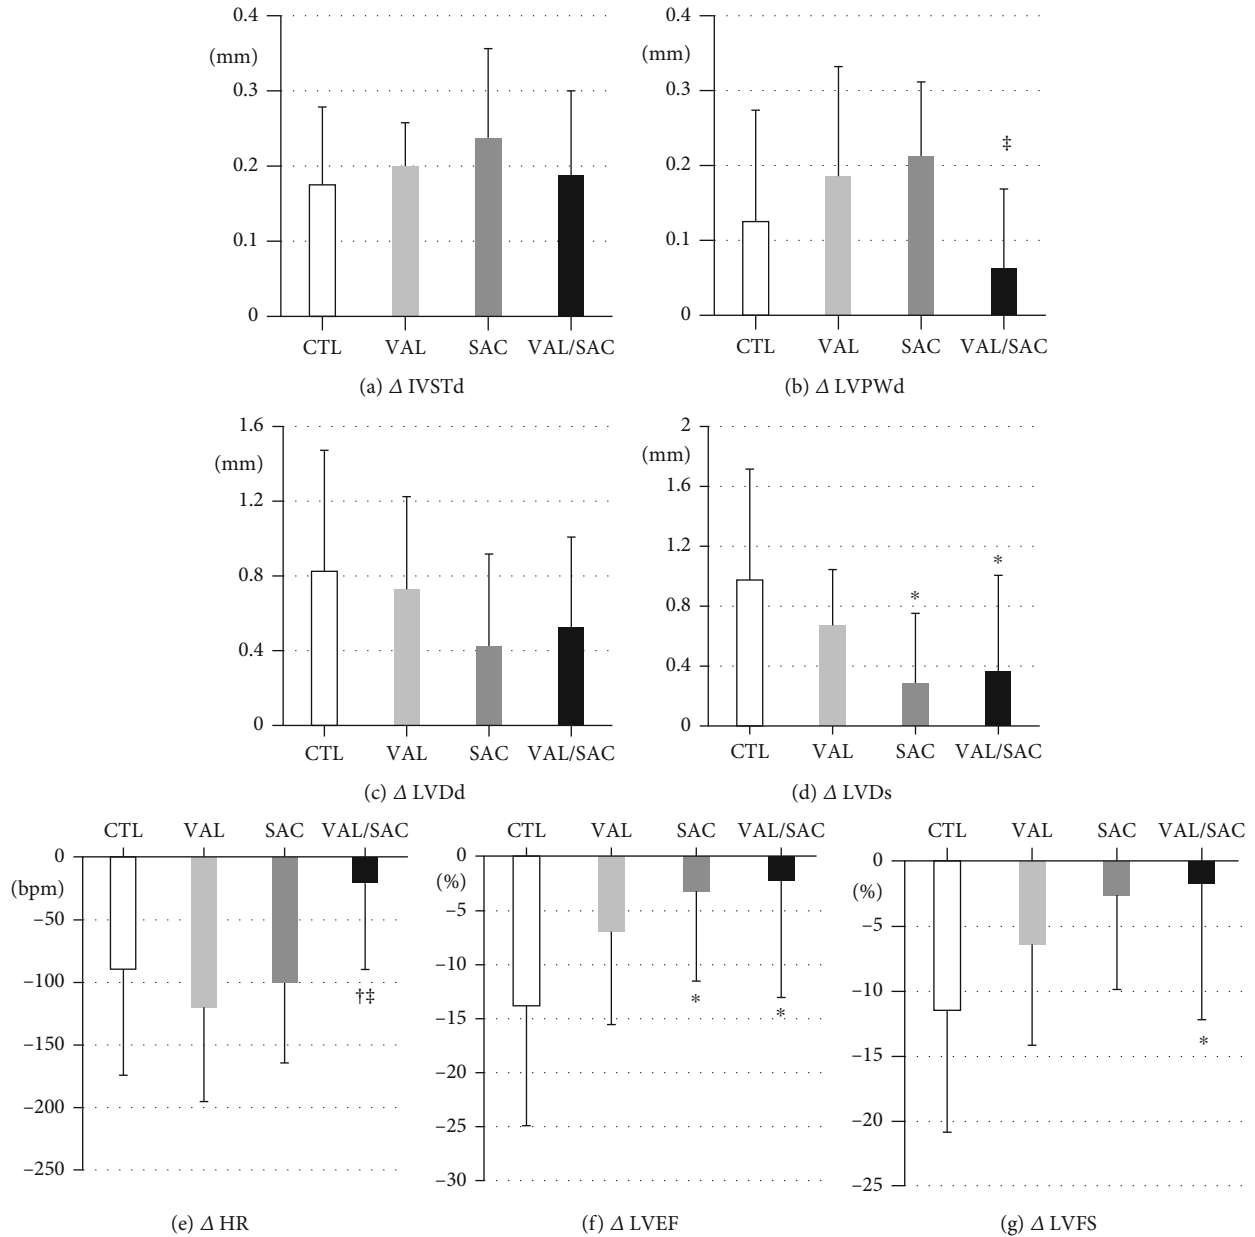 0.4
(mm)
0.3
0.2
0.1
0
CTL VAL SAC VAL/SAC
(a) Δ IVSTd
0.4
(mm)
0.3
0.2
0.1
0
‡
CTL VAL SAC VAL/SAC
(b) Δ LVPWd
1.6
(mm)
1.2
0.8
0.4
0
CTL VAL SAC VAL/SAC
(c) Δ LVDd
2
(mm)
1.6
1.2
0.8
0.4
0
* *
CTL VAL SAC VAL/SAC
(d) Δ LVDs
CTL VAL SAC VAL/SAC
0
(bpm)
−50
−100
−150
−200
−250
†‡
(e) Δ HR
CTL VAL SAC VAL/SAC
0
(%)
−5
−10
−15
−20
−25
−30
* *
(f) Δ LVEF
CTL VAL SAC VAL/SAC
0
(%)
−5
−10
−15
−20
−25
*
(g) Δ LVFS